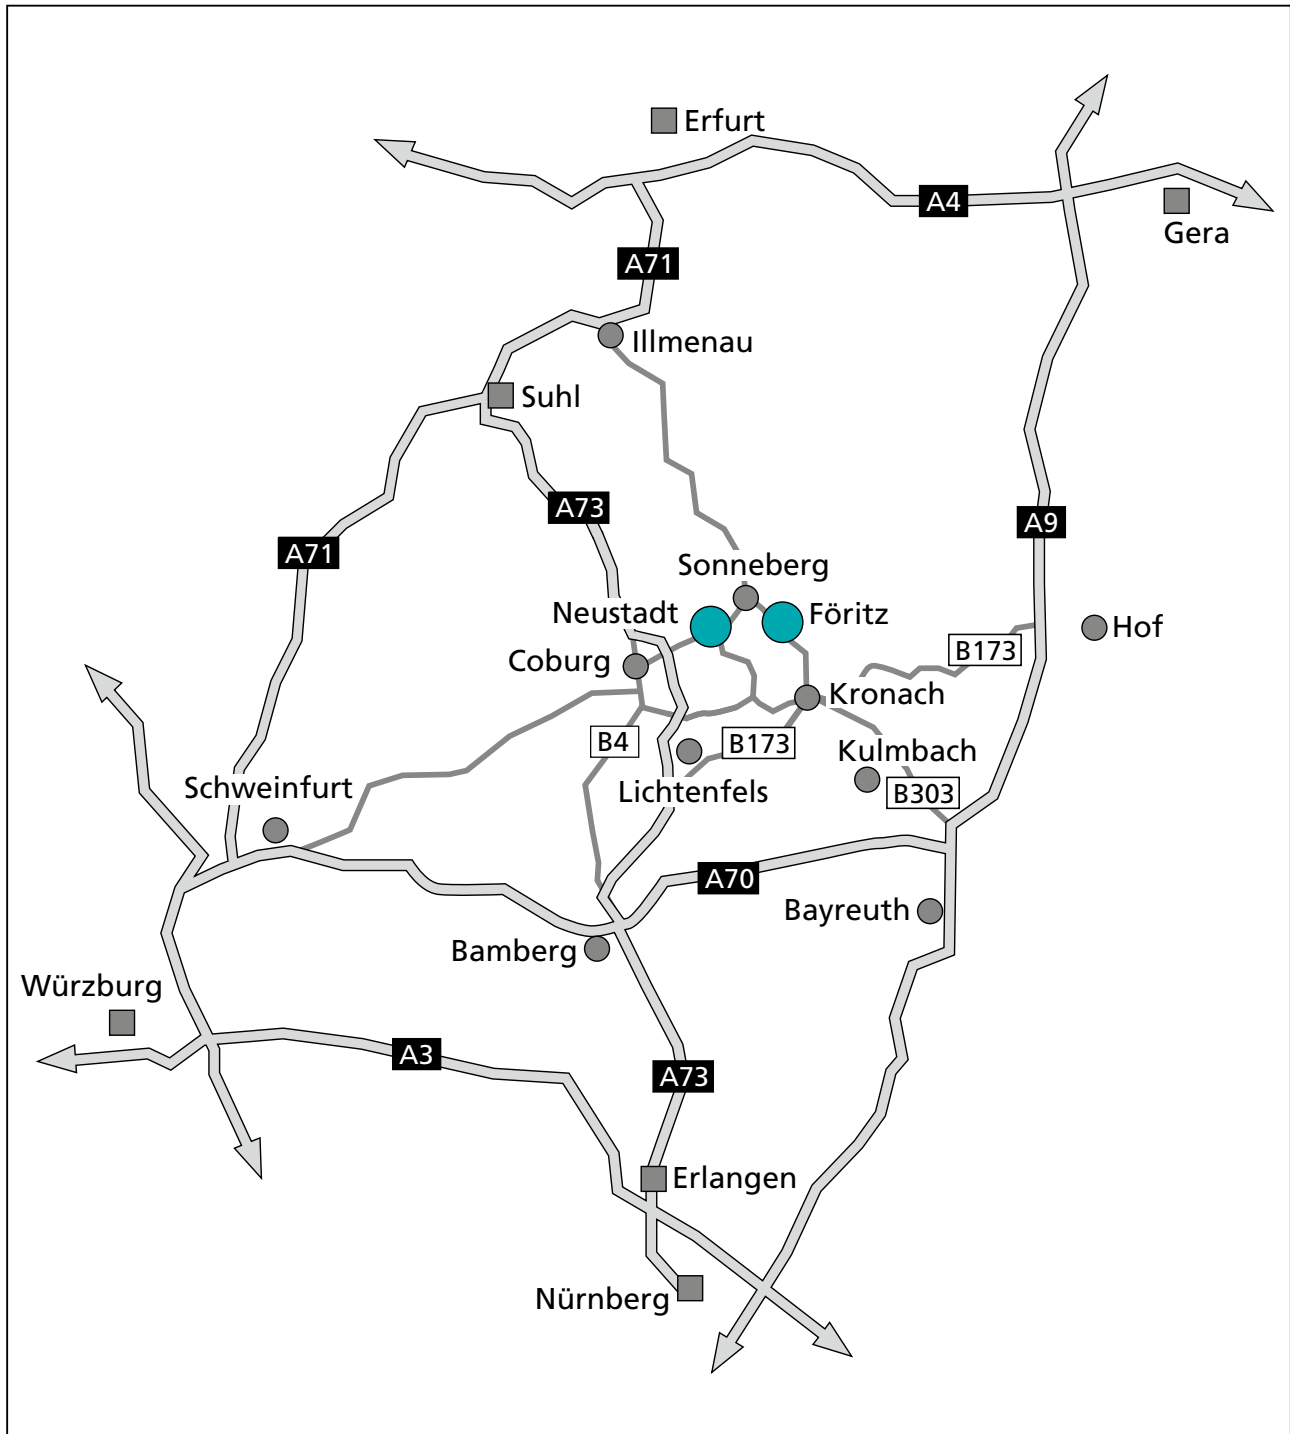 Erfurt
A4
Gera
A71
Illmenau
Suhl
A73
A9
A71
Sonneberg
Neustadt
Föritz
Hof
B173
Coburg
Kronach
B4
B173
Kulmbach
Schweinfurt
Lichtenfels
B303
A70
Bayreuth
Bamberg
Würzburg
A3
A73
Erlangen
Nürnberg